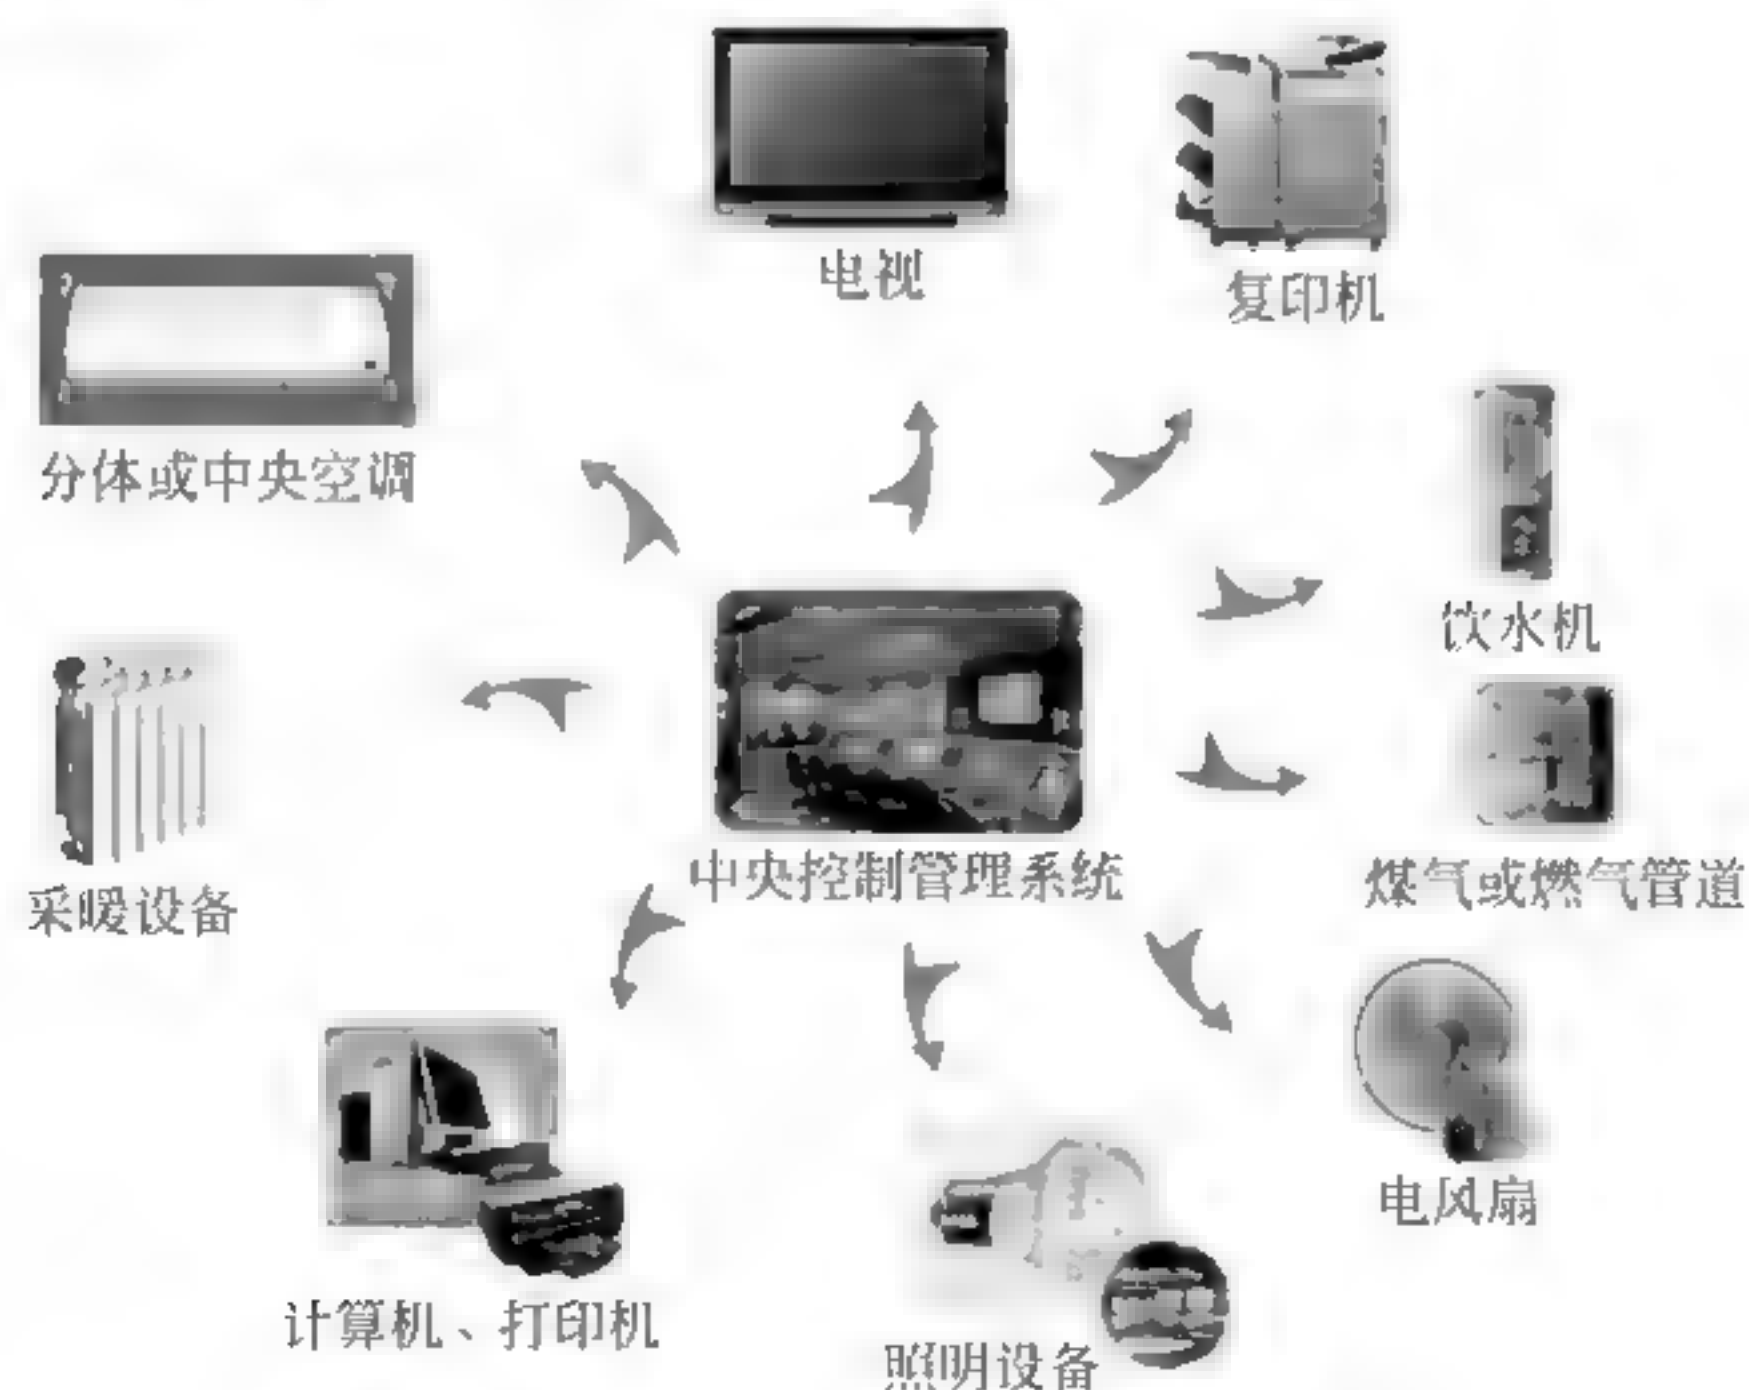 电视
复印机
分体或中央空调
饮水机
中央控制管理系统
煤气或燃气管道
采暖设备
电风扇
计算机、打印机
照明设备